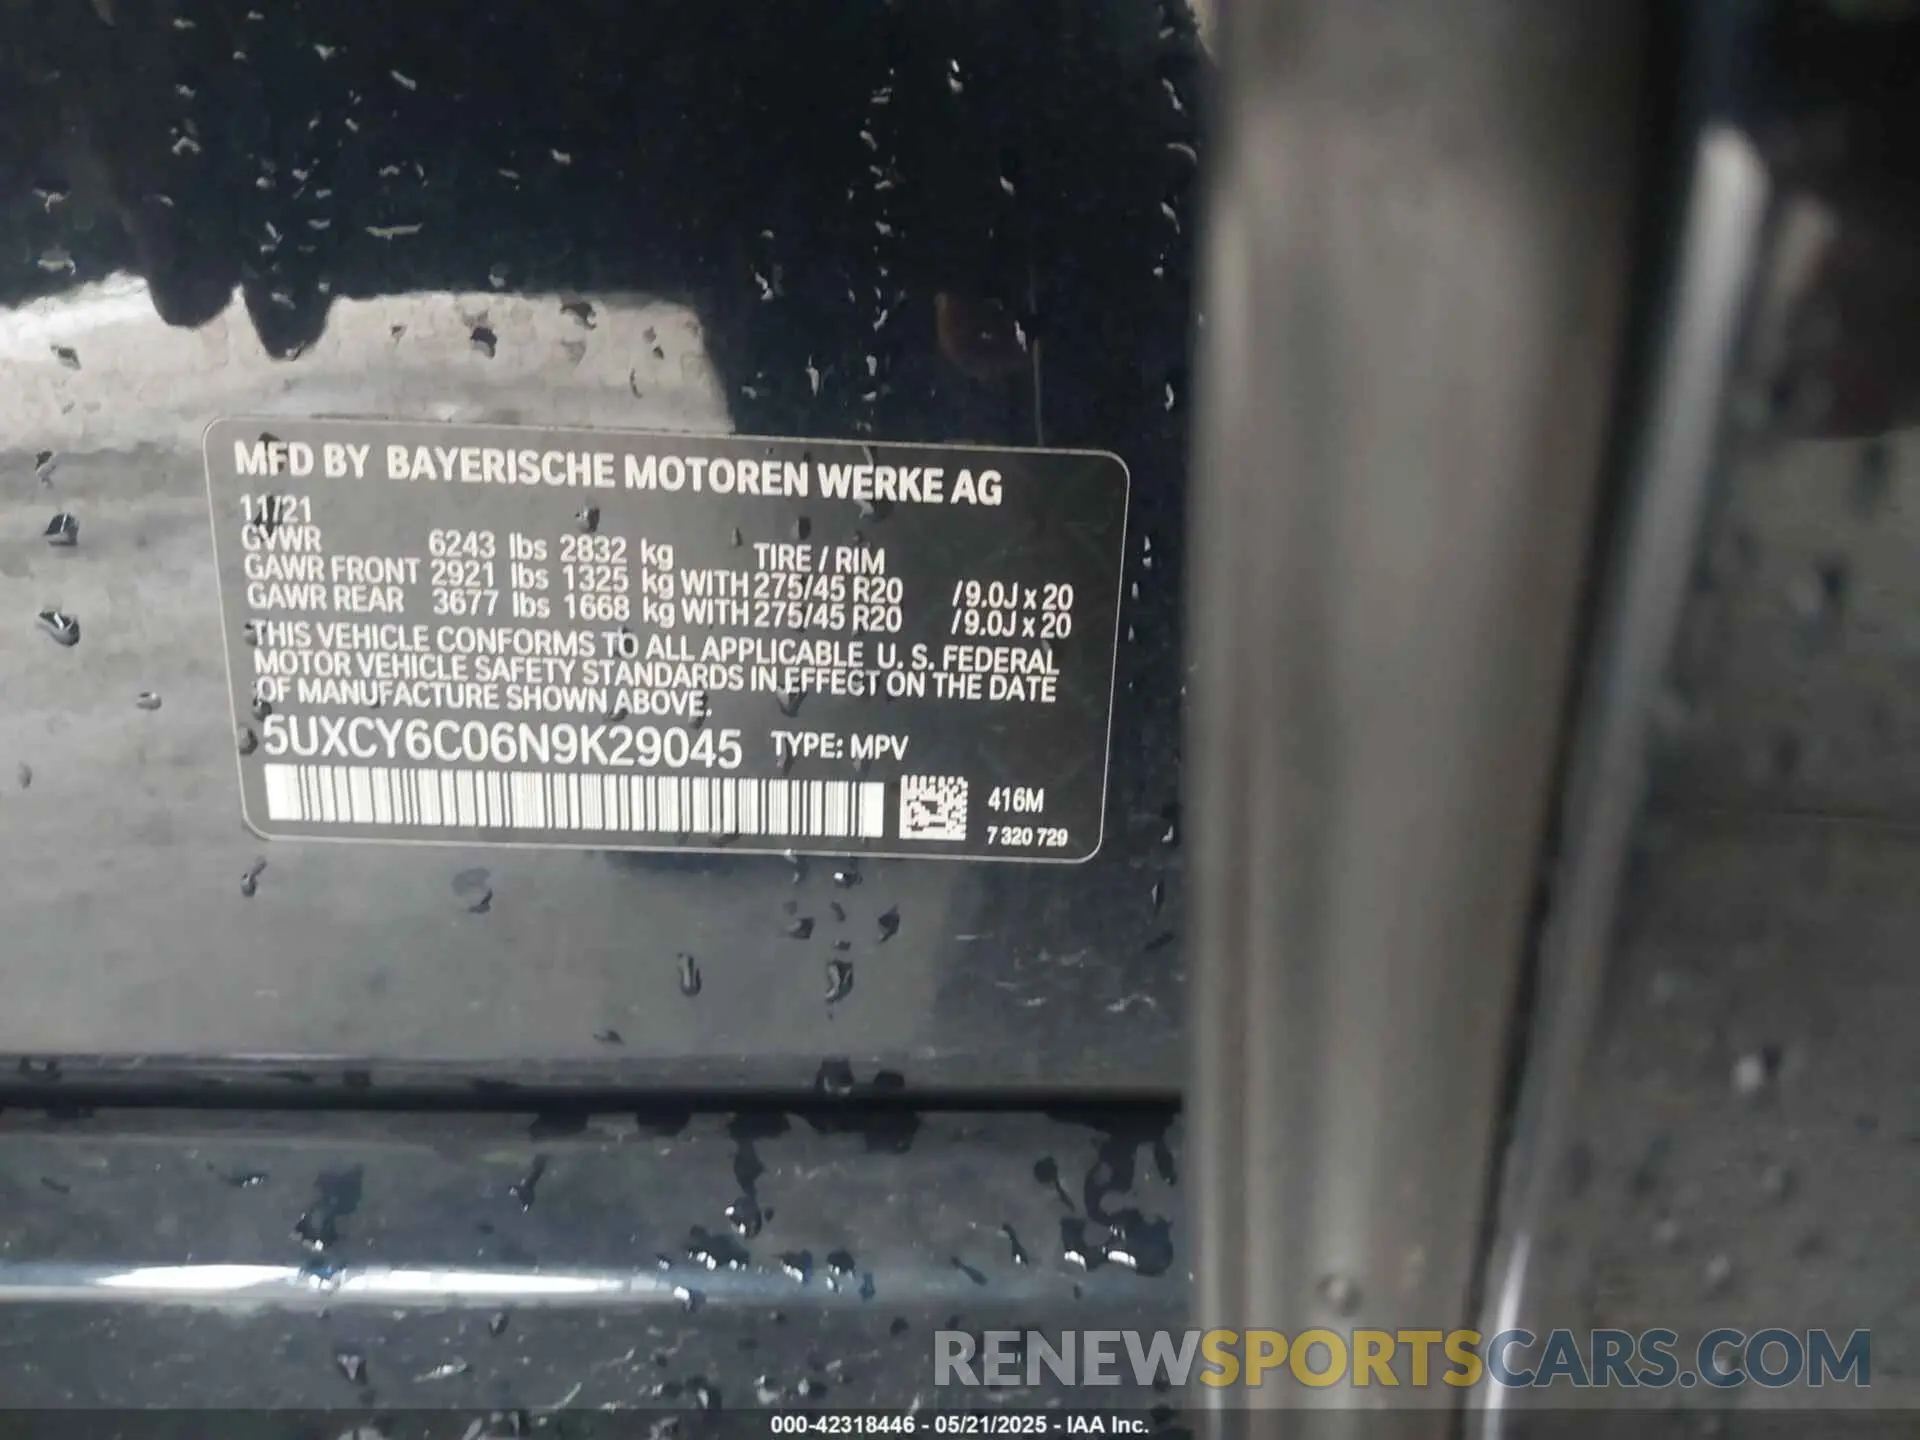 MFD BY BAYERISCHE MOTOREN WERKE AG
11/21
GVWR 6243 lbs 2832 kg TIRE / RIM
GAWR FRONT 2921 lbs 1325 kg WITH 275/45 R20 / 9.0J x 20
GAWR REAR 3677 lbs 1668 kg WITH 275/45 R20 / 9.0J x 20
THIS VEHICLE CONFORMS TO ALL APPLICABLE U. S. FEDERAL
MOTOR VEHICLE SAFETY STANDARDS IN EFFECT ON THE DATE
OF MANUFACTURE SHOWN ABOVE.
5UXCY6C06N9K29045 TYPE: MPV
416M
7 320 729
RENEWSPORTSCARS.COM
000-42318446 - 05/21/2025 - IAA Inc.